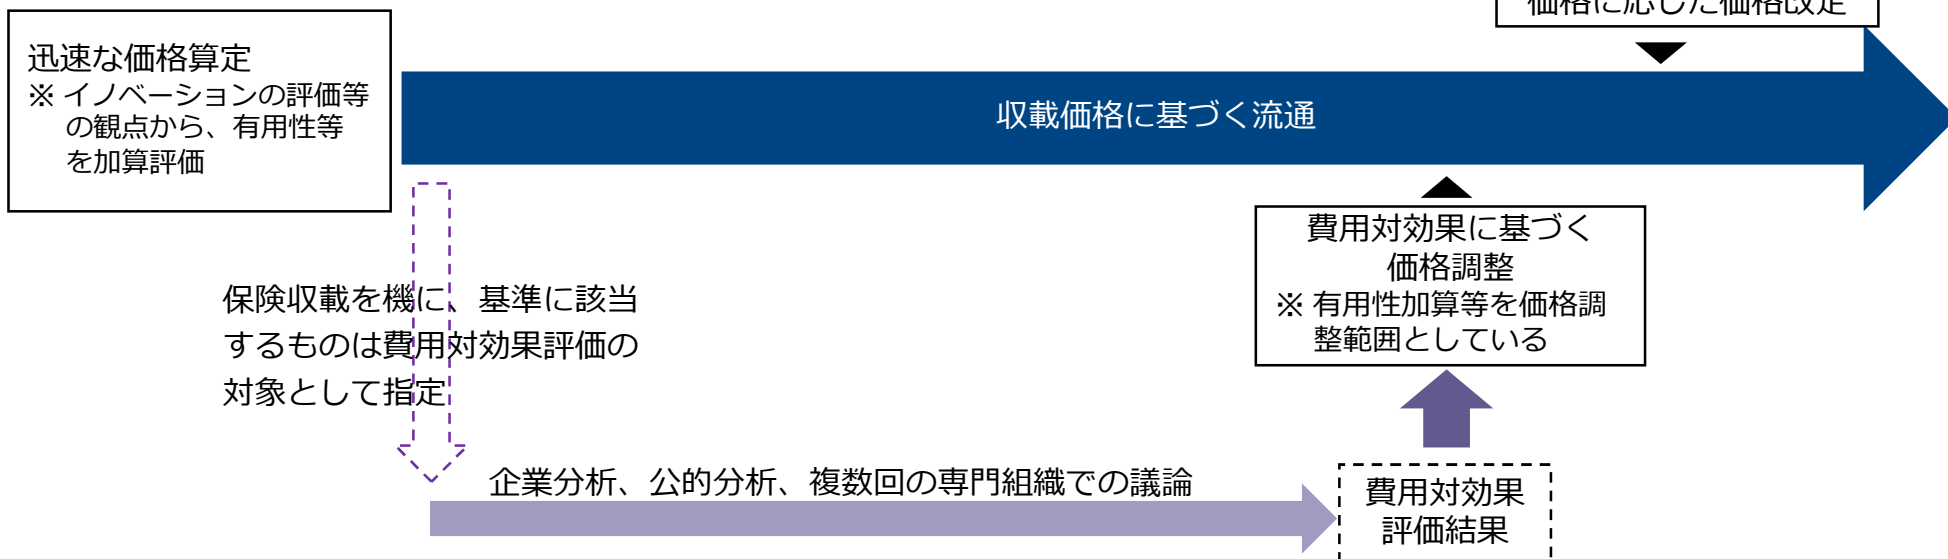 価格に応じた価格改定
迅速な価格算定
※ イノベーションの評価等
の観点から、有用性等
を加算評価
収載価格に基づく流通
費用対効果に基づく
価格調整
※ 有用性加算等を価格調
整範囲としている
保険収載を機に、基準に該当
するものは費用対効果評価の
対象として指定
企業分析、公的分析、複数回の専門組織での議論
費用対効果
評価結果